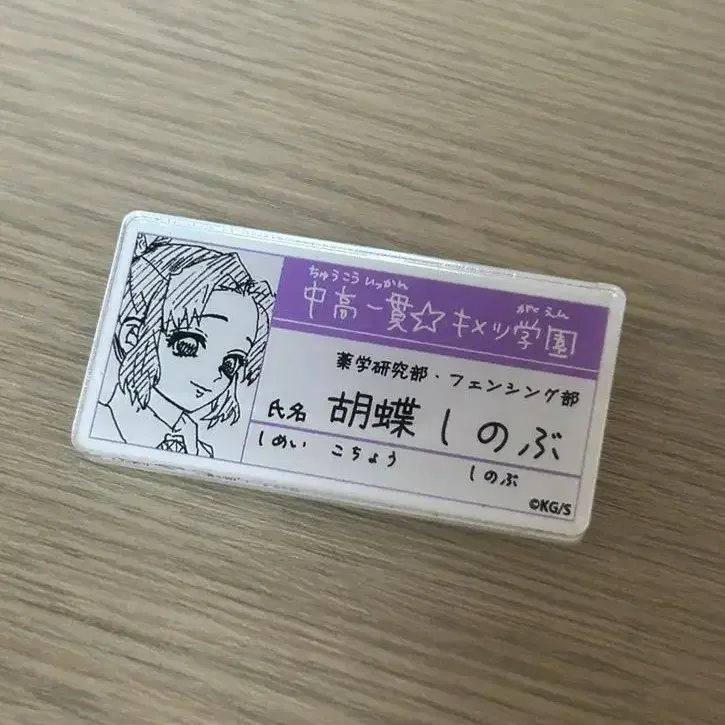 ちゅうこういっかん がくえん
中高一貫☆キメツ学園
薬学研究部・フェンシング部
氏名 胡蝶しのぶ
しめい こちょう しのぶ
©KG/S